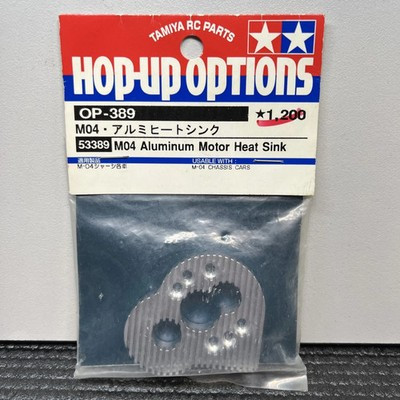 TAMIYA RC PARTS
HOP-UP OPTIONS
OP-389
★1,200
M04・アルミヒートシンク
53389 M04 Aluminum Motor Heat Sink
適用製品
USABLE WITH:
M-04シャーシ各車
M-04 CHASSIS CARS